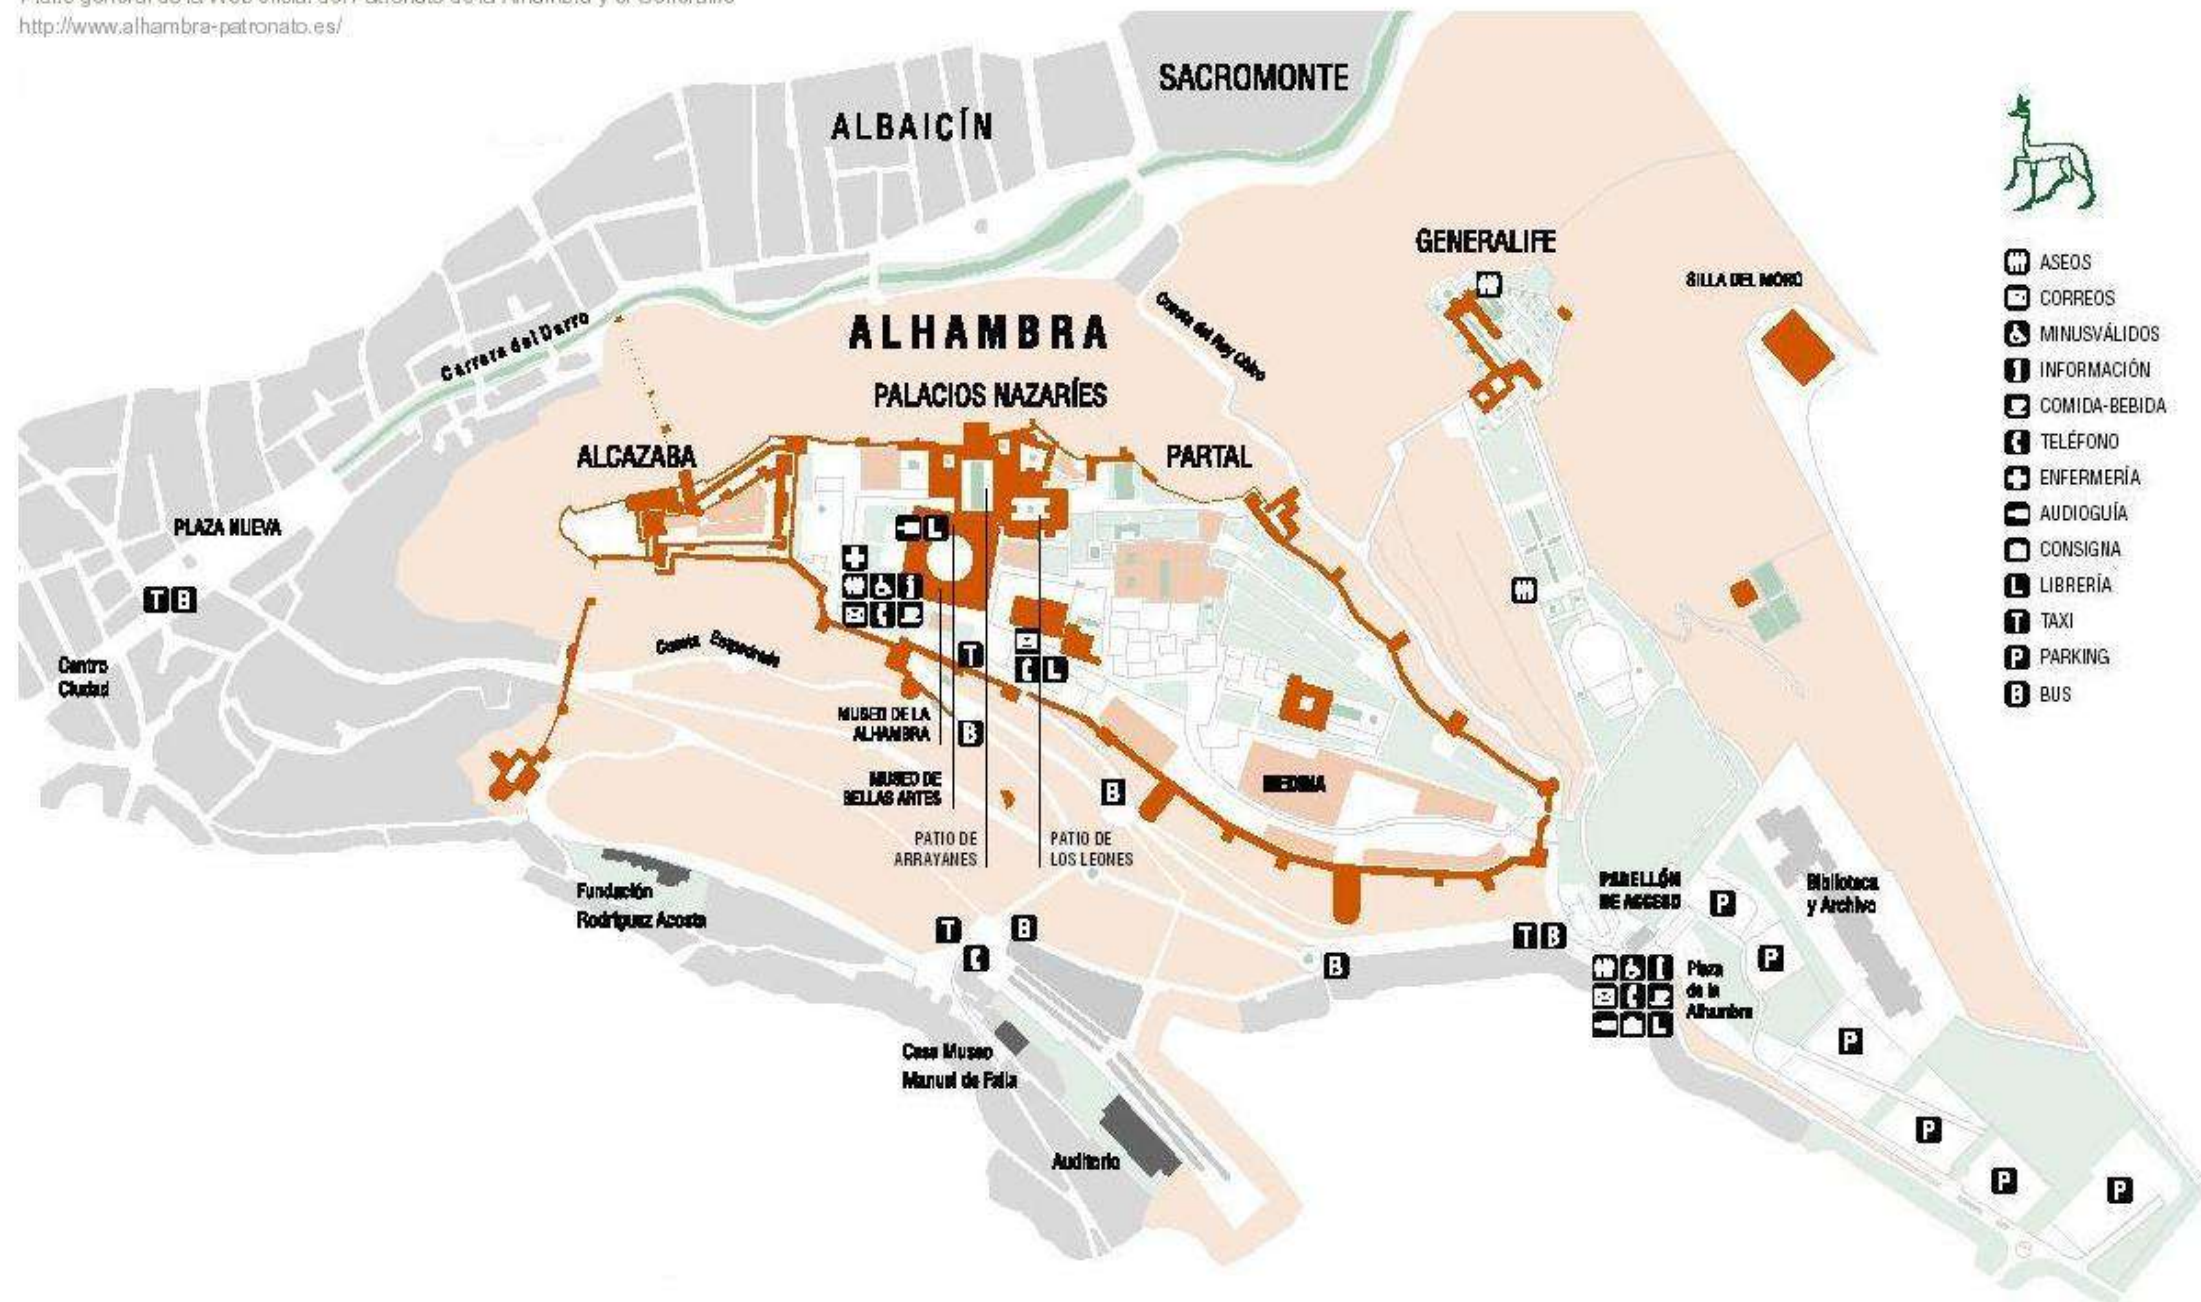 http://www.alhambra-patronato.es/
SACROMONTE
ALBAICÍN
GENERALIFE
SILLA DEL MORO
Carrera del Darro
ALHAMBRA
Cuesta del Rey Chico
PALACIOS NAZARÍES
ALCAZABA
PARTAL
PLAZA NUEVA
T B
L
Centro
Ciudad
Cuesta Empedrada
T
L
MUSEO DE LA
ALHAMBRA
B
MUSEO DE
BELLAS ARTES
B
MEDINA
PATIO DE
ARRAYANES
PATIO DE
LOS LEONES
Fundación
Rodríguez Acosta
PABELLÓN
DE ACCESO
P
Biblioteca
y Archivo
T
B
T B
P
B
Plaza
de la
Alhambra
L
P
Casa Museo
Manuel de Falla
Auditorio
P
P
P
ASEOS
CORREOS
MINUSVÁLIDOS
INFORMACIÓN
COMIDA-BEBIDA
TELÉFONO
ENFERMERÍA
AUDIOGUÍA
CONSIGNA
L LIBRERÍA
T TAXI
P PARKING
B BUS